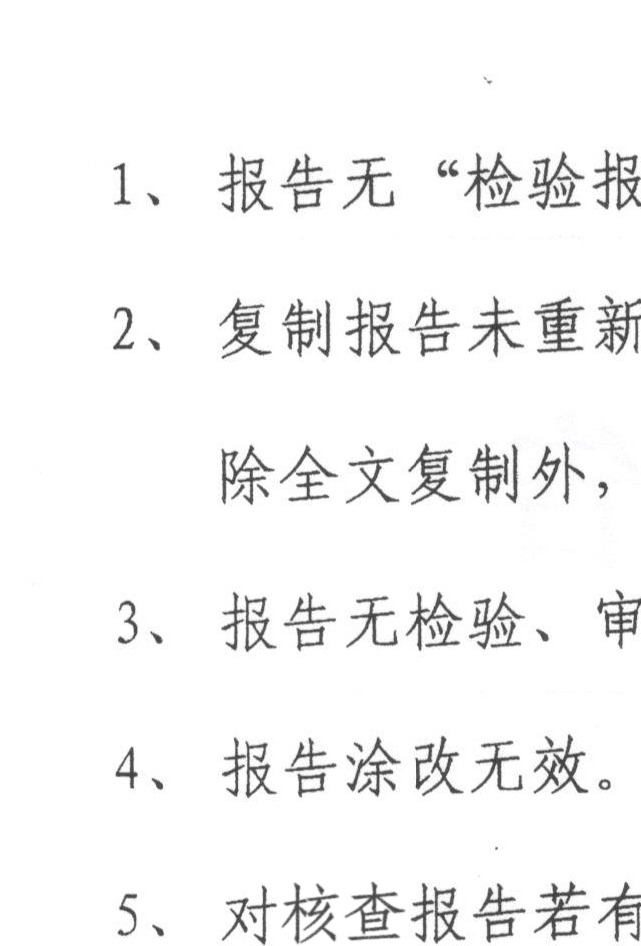 1、 报告无“检验报
2、 复制报告未重新
除全文复制外，
3、 报告无检验、审
4、 报告涂改无效。
5、 对核查报告若有